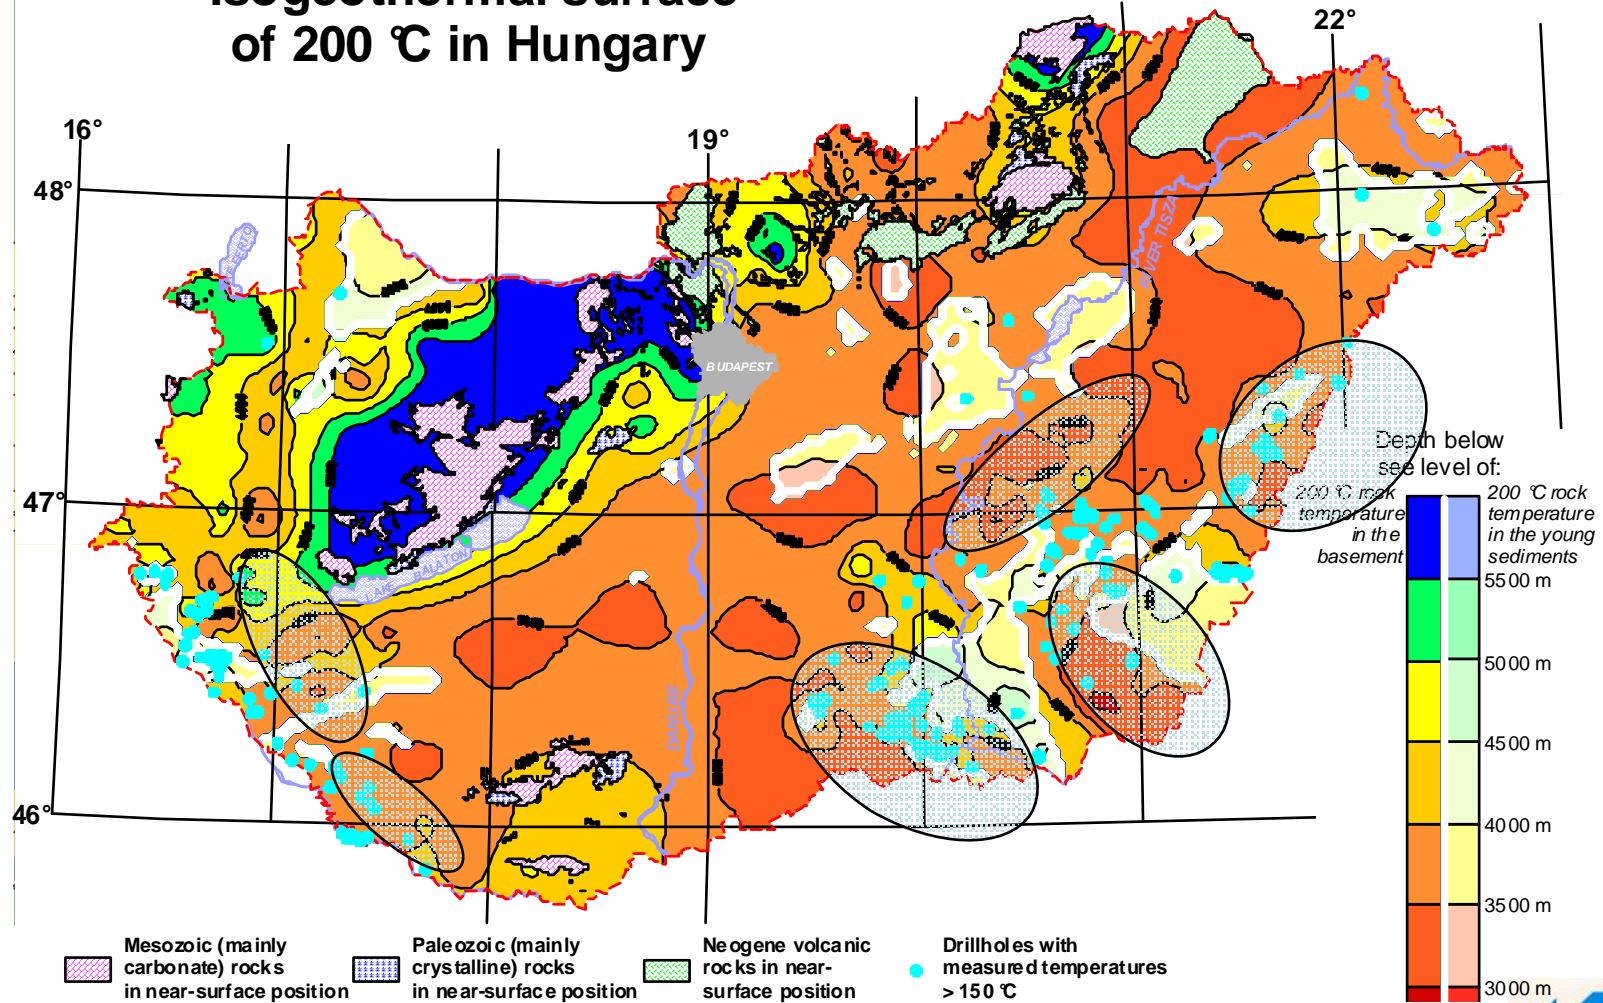 Isogeothermal surface
of 200 °C in Hungary
16°
19°
22°
48°
47°
46°
FERTO
RIVER TISZA
BUDAPEST
LAKE BALATON
DANUBE
Depth below
see level of:
200 °C rock
temperature
in the
basement
200 °C rock
temperature
in the young
sediments
5500 m
5000 m
4500 m
4000 m
3500 m
3000 m
Mesozoic (mainly
carbonate) rocks
in near-surface position
Paleozoic (mainly
crystalline) rocks
in near-surface position
Neogene volcanic
rocks in near-
surface position
Drillholes with
measured temperatures
> 150 °C